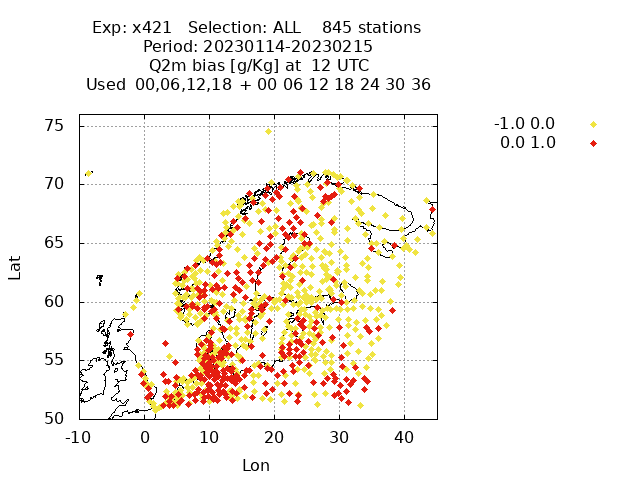 Exp: x421 Selection: ALL 845 stations
Period: 20230114-20230215
Q2m bias [g/Kg] at 12 UTC
Used 00,06,12,18 + 00 06 12 18 24 30 36
-1.0 0.0
0.0 1.0
75
70
65
60
55
50
Lat
-10 0 10 20 30 40
Lon